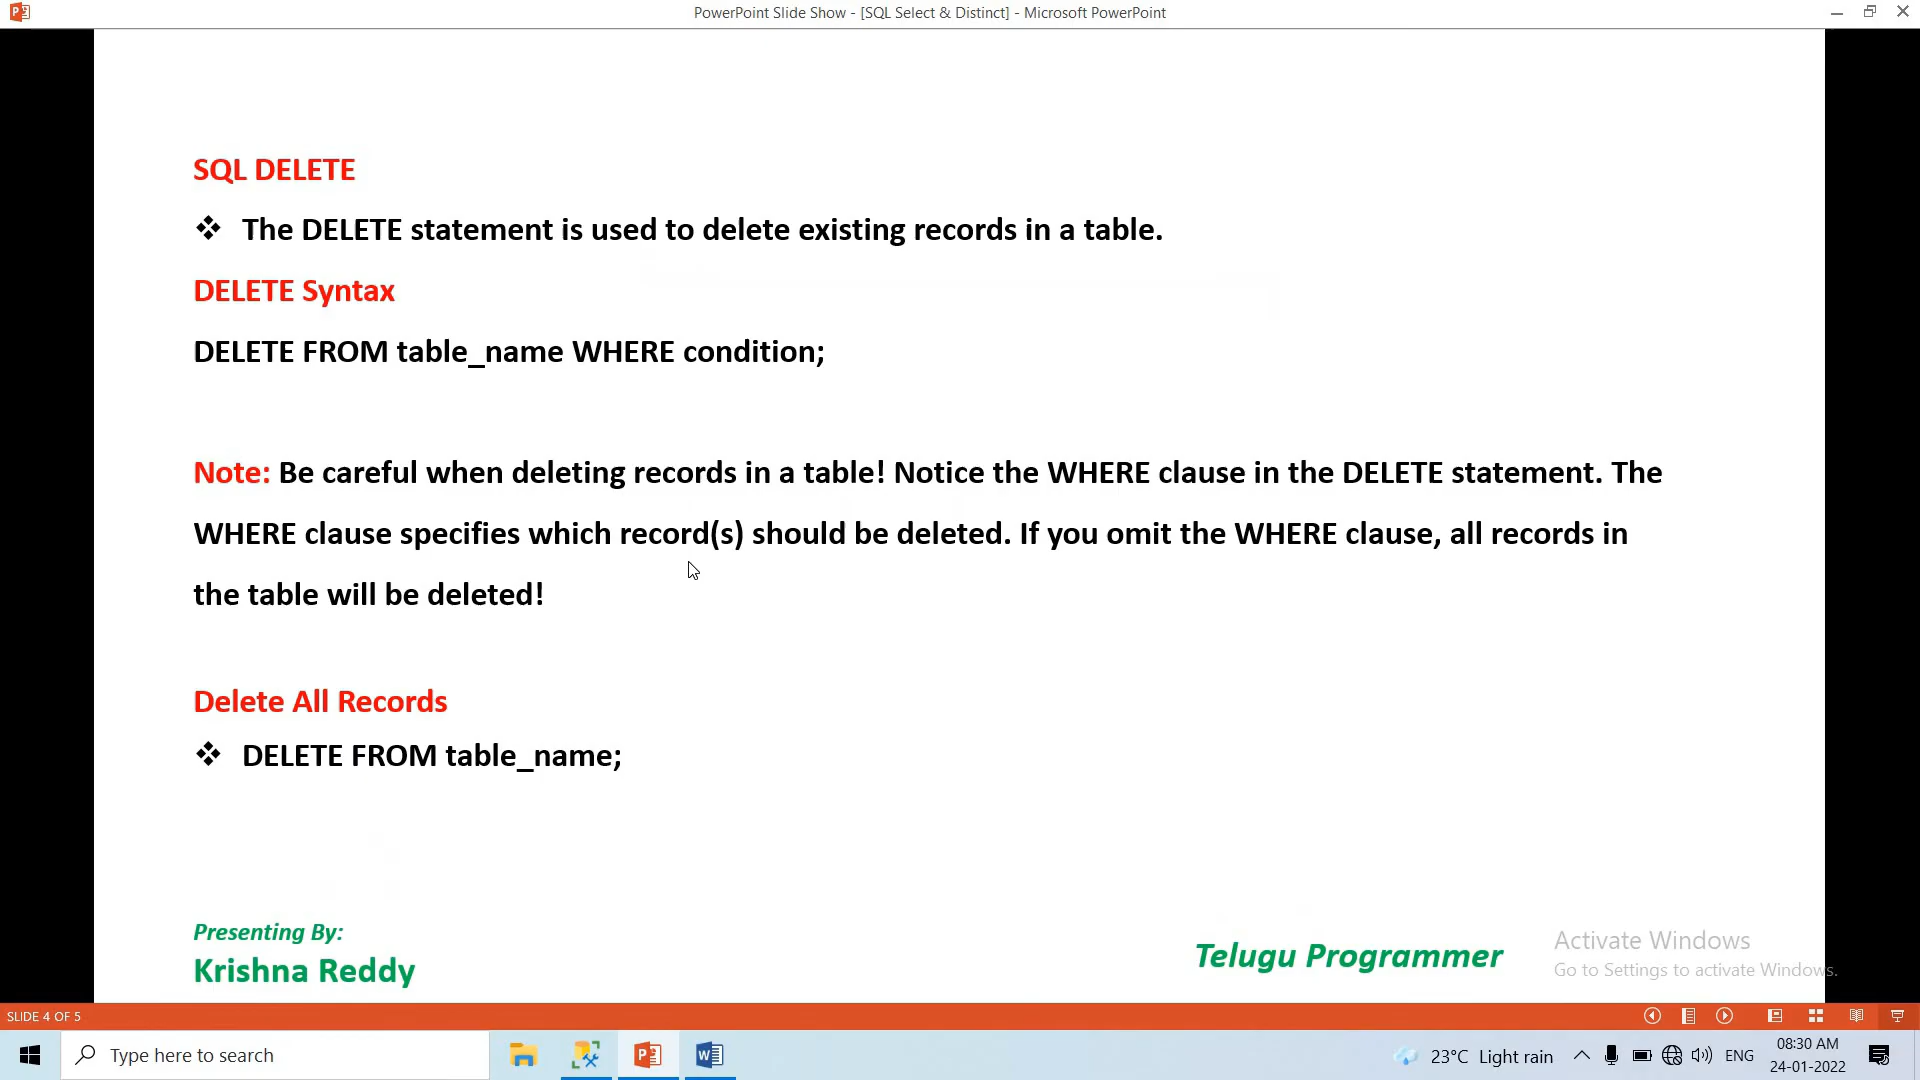 PowerPoint Slide Show - [SQL Select & Distinct] - Microsoft PowerPoint
SQL DELETE
❖ The DELETE statement is used to delete existing records in a table.
DELETE Syntax
DELETE FROM table_name WHERE condition;
Note: Be careful when deleting records in a table! Notice the WHERE clause in the DELETE statement. The
WHERE clause specifies which record(s) should be deleted. If you omit the WHERE clause, all records in
the table will be deleted!
Delete All Records
❖ DELETE FROM table_name;
Presenting By:
Krishna Reddy
Telugu Programmer
Activate Windows
Go to Settings to activate Windows.
SLIDE 4 OF 5
Type here to search
23°C Light rain
ENG
08:30 AM
24-01-2022